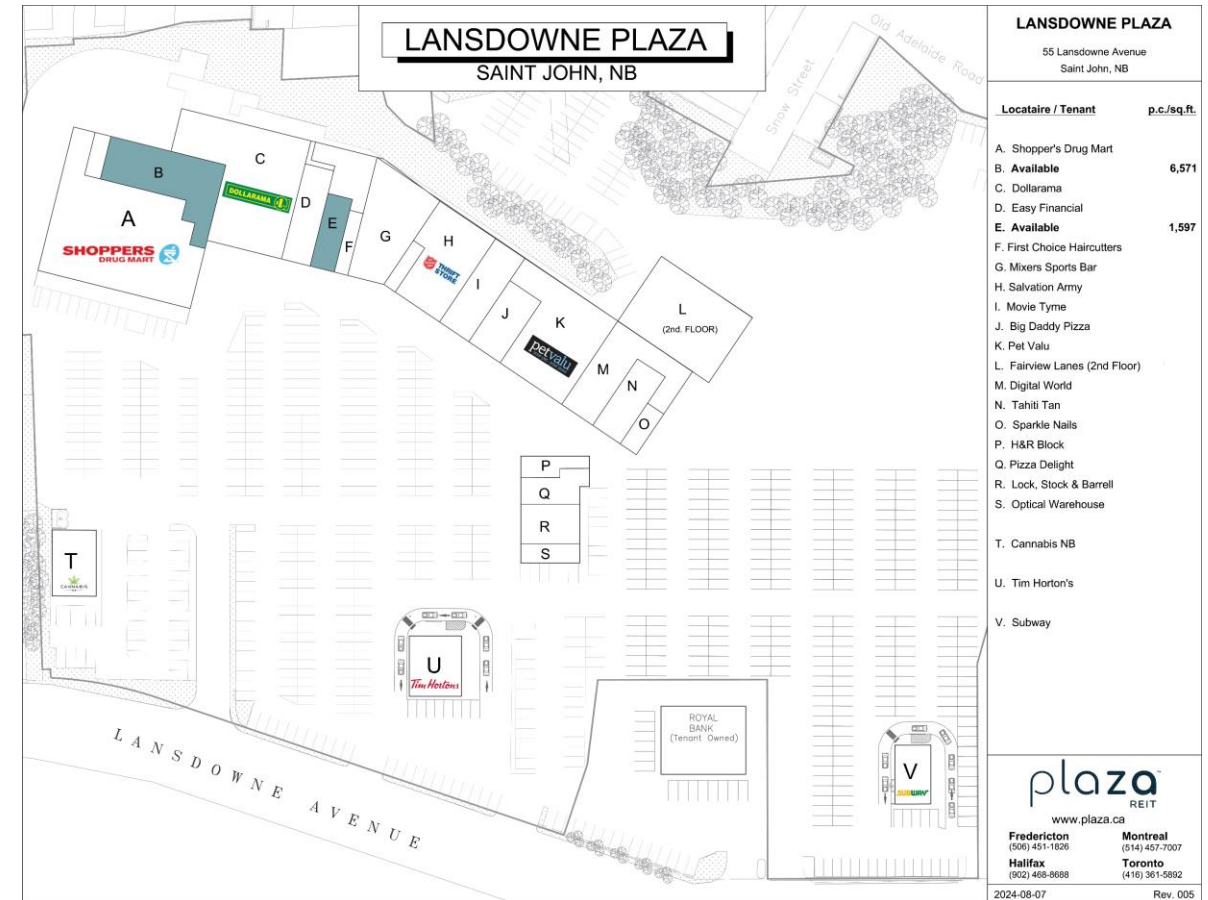 LANSDOWNE PLAZA
SAINT JOHN, NB
Old Adelaide Road
Snow Street
A
SHOPPERS
DRUG MART
B
C
DOLLARAMA
D
E
F
G
H
THRIFT
STORE
I
J
K
petvalu
L
(2nd. FLOOR)
M
N
O
P
Q
R
S
T
CANNABIS
U
Tim Hortons
ROYAL
BANK
(Tenant Owned)
V
SUBWAY
LANSDOWNE AVENUE
LANSDOWNE PLAZA
55 Lansdowne Avenue
Saint John, NB
Locataire / Tenant p.c./sq.ft.
A. Shopper's Drug Mart
B. Available 6,571
C. Dollarama
D. Easy Financial
E. Available 1,597
F. First Choice Haircutters
G. Mixers Sports Bar
H. Salvation Army
I. Movie Tyme
J. Big Daddy Pizza
K. Pet Valu
L. Fairview Lanes (2nd Floor)
M. Digital World
N. Tahiti Tan
O. Sparkle Nails
P. H&R Block
Q. Pizza Delight
R. Lock, Stock & Barrell
S. Optical Warehouse
T. Cannabis NB
U. Tim Horton's
V. Subway
plaza
REIT
www.plaza.ca
Fredericton Montreal
(506) 451-1826 (514) 457-7007
Halifax Toronto
(902) 468-8688 (416) 361-5892
2024-08-07 Rev. 005